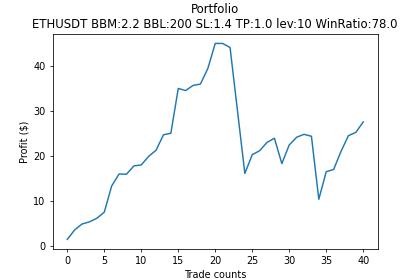 Portfolio
ETHUSDT BBM:2.2 BBL:200 SL:1.4 TP:1.0 lev:10 WinRatio:78.0
Profit ($)
40
30
20
10
0
0 5 10 15 20 25 30 35 40
Trade counts